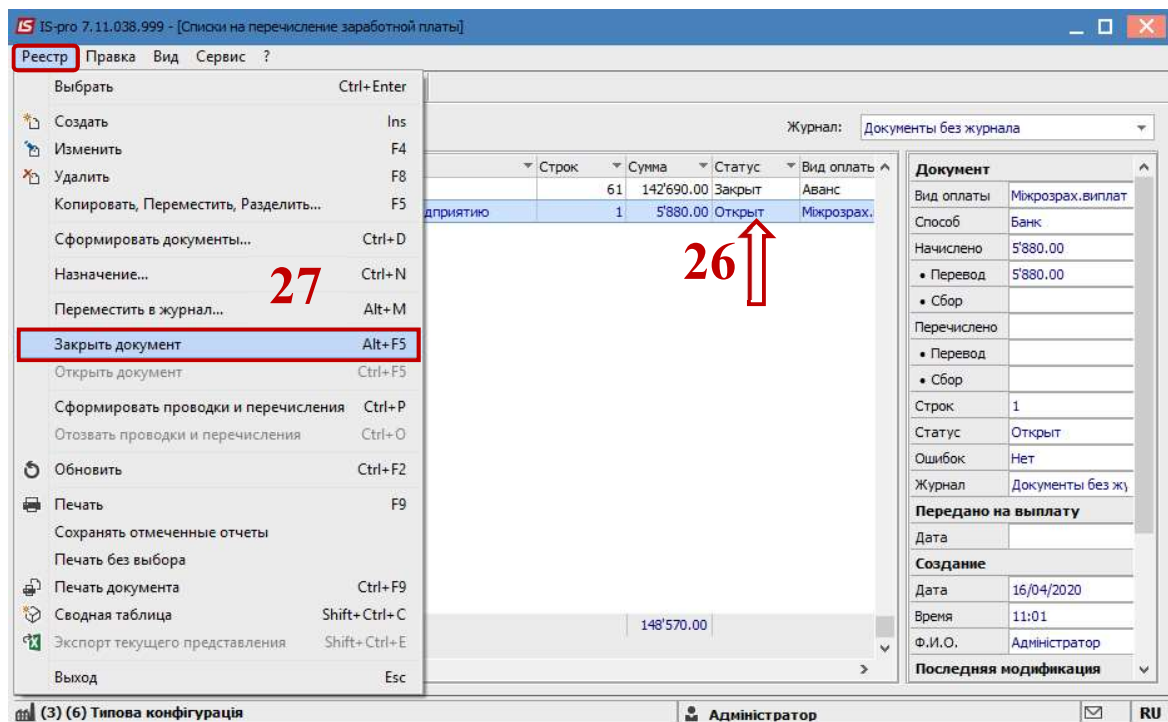 IS-pro 7.11.038.999 - [Списки на перечисление заработной платы]
Реестр Правка Вид Сервис ?
Выбрать Ctrl+Enter
Создать Ins
Изменить F4
Удалить F8
Копировать, Переместить, Разделить... F5
Сформировать документы... Ctrl+D
Назначение... Ctrl+N
27
Переместить в журнал... Alt+M
Закрыть документ Alt+F5
Открыть документ Ctrl+F5
Сформировать проводки и перечисления Ctrl+P
Отозвать проводки и перечисления Ctrl+O
Обновить Ctrl+F2
Печать F9
Сохранять отмеченные отчеты
Печать без выбора
Печать документа Ctrl+F9
Сводная таблица Shift+Ctrl+C
Экспорт текущего представления Shift+Ctrl+E
Выход Esc
Журнал: Документы без журнала
Строк Сумма Статус Вид оплать
61 142'690.00 Закрыт Аванс
дприятию 1 5'880.00 Открыт Міжрозрах.
26
148'570.00
Документ
Вид оплаты Міжрозрах.виплат
Способ Банк
Начислено 5'880.00
• Перевод 5'880.00
• Сбор
Перечислено
• Перевод
• Сбор
Строк 1
Статус Открыт
Ошибок Нет
Журнал Документы без жу
Передано на выплату
Дата
Создание
Дата 16/04/2020
Время 11:01
Ф.И.О. Адміністратор
Последняя модификация
(3) (6) Типова конфігурація Адміністратор RU